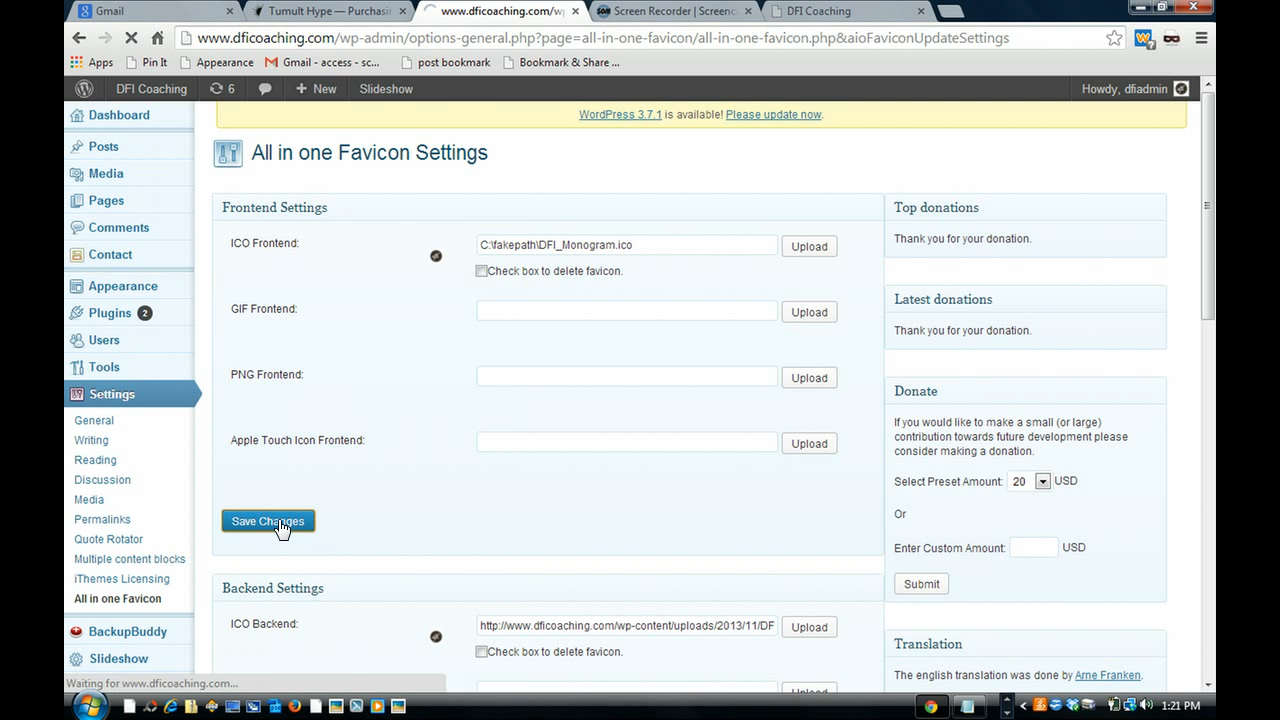 Gmail
Tumult Hype — Purchasin
www.dficoaching.com/wp
Screen Recorder | Screenc
DFI Coaching
www.dficoaching.com/wp-admin/options-general.php?page=all-in-one-favicon/all-in-one-favicon.php&aioFaviconUpdateSettings
Apps
Pin It
Appearance
Gmail - access - sc...
post bookmark
Bookmark & Share ...
DFI Coaching
6
New
Slideshow
Howdy, dfiadmin
Dashboard
Posts
Media
Pages
Comments
Contact
Appearance
Plugins 2
Users
Tools
Settings
General
Writing
Reading
Discussion
Media
Permalinks
Quote Rotator
Multiple content blocks
iThemes Licensing
All in one Favicon
BackupBuddy
Slideshow
WordPress 3.7.1 is available! Please update now.
All in one Favicon Settings
Frontend Settings
ICO Frontend:
C:\fakepath\DFI_Monogram.ico
Upload
Check box to delete favicon.
GIF Frontend:
Upload
PNG Frontend:
Upload
Apple Touch Icon Frontend:
Upload
Save Changes
Backend Settings
ICO Backend:
http://www.dficoaching.com/wp-content/uploads/2013/11/DF
Upload
Check box to delete favicon.
Upload
Top donations
Thank you for your donation.
Latest donations
Thank you for your donation.
Donate
If you would like to make a small (or large)
contribution towards future development please
consider making a donation.
Select Preset Amount: 20 USD
Or
Enter Custom Amount: USD
Submit
Translation
The english translation was done by Arne Franken.
Waiting for www.dficoaching.com...
1:21 PM